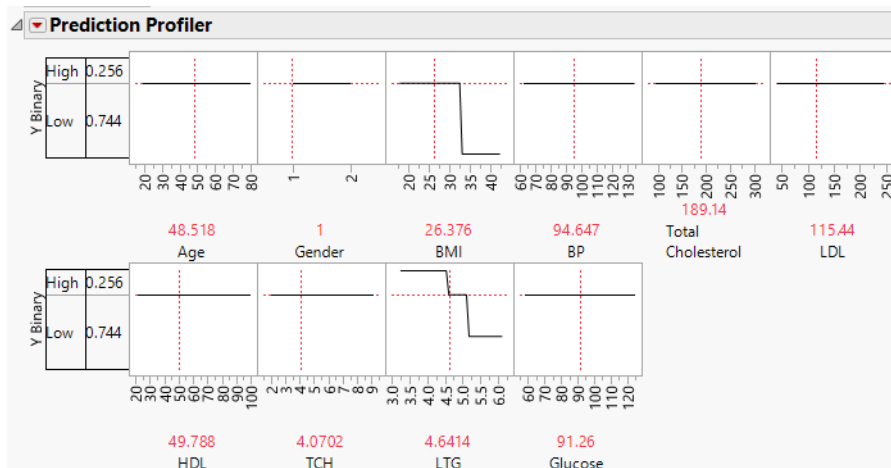 Prediction Profiler
Y Binary
High 0.256
Low 0.744
20 30 40 50 60 70 80
1 2
20 25 30 35 40
60 70 80 90 100 110 120 130
100 150 200 250 300
50 100 150 200 250
48.518 1 26.376 94.647 189.14 115.44
Age Gender BMI BP Total Cholesterol LDL
Y Binary
High 0.256
Low 0.744
20 30 40 50 60 70 80 90 100
2 3 4 5 6 7 8 9
3.0 3.5 4.0 4.5 5.0 5.5 6.0
60 70 80 90 100 110 120
49.788 4.0702 4.6414 91.26
HDL TCH LTG Glucose